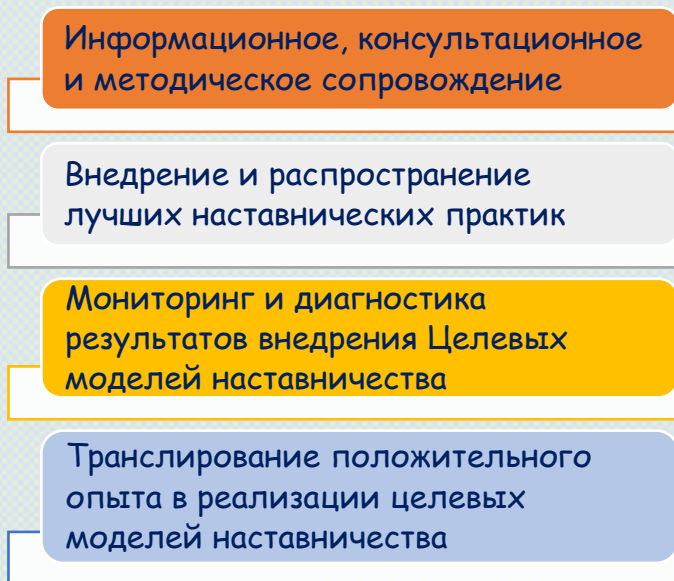 Информационное, консультационное
и методическое сопровождение
Внедрение и распространение
лучших наставнических практик
Мониторинг и диагностика
результатов внедрения Целевых
моделей наставничества
Транслирование положительного
опыта в реализации целевых
моделей наставничества